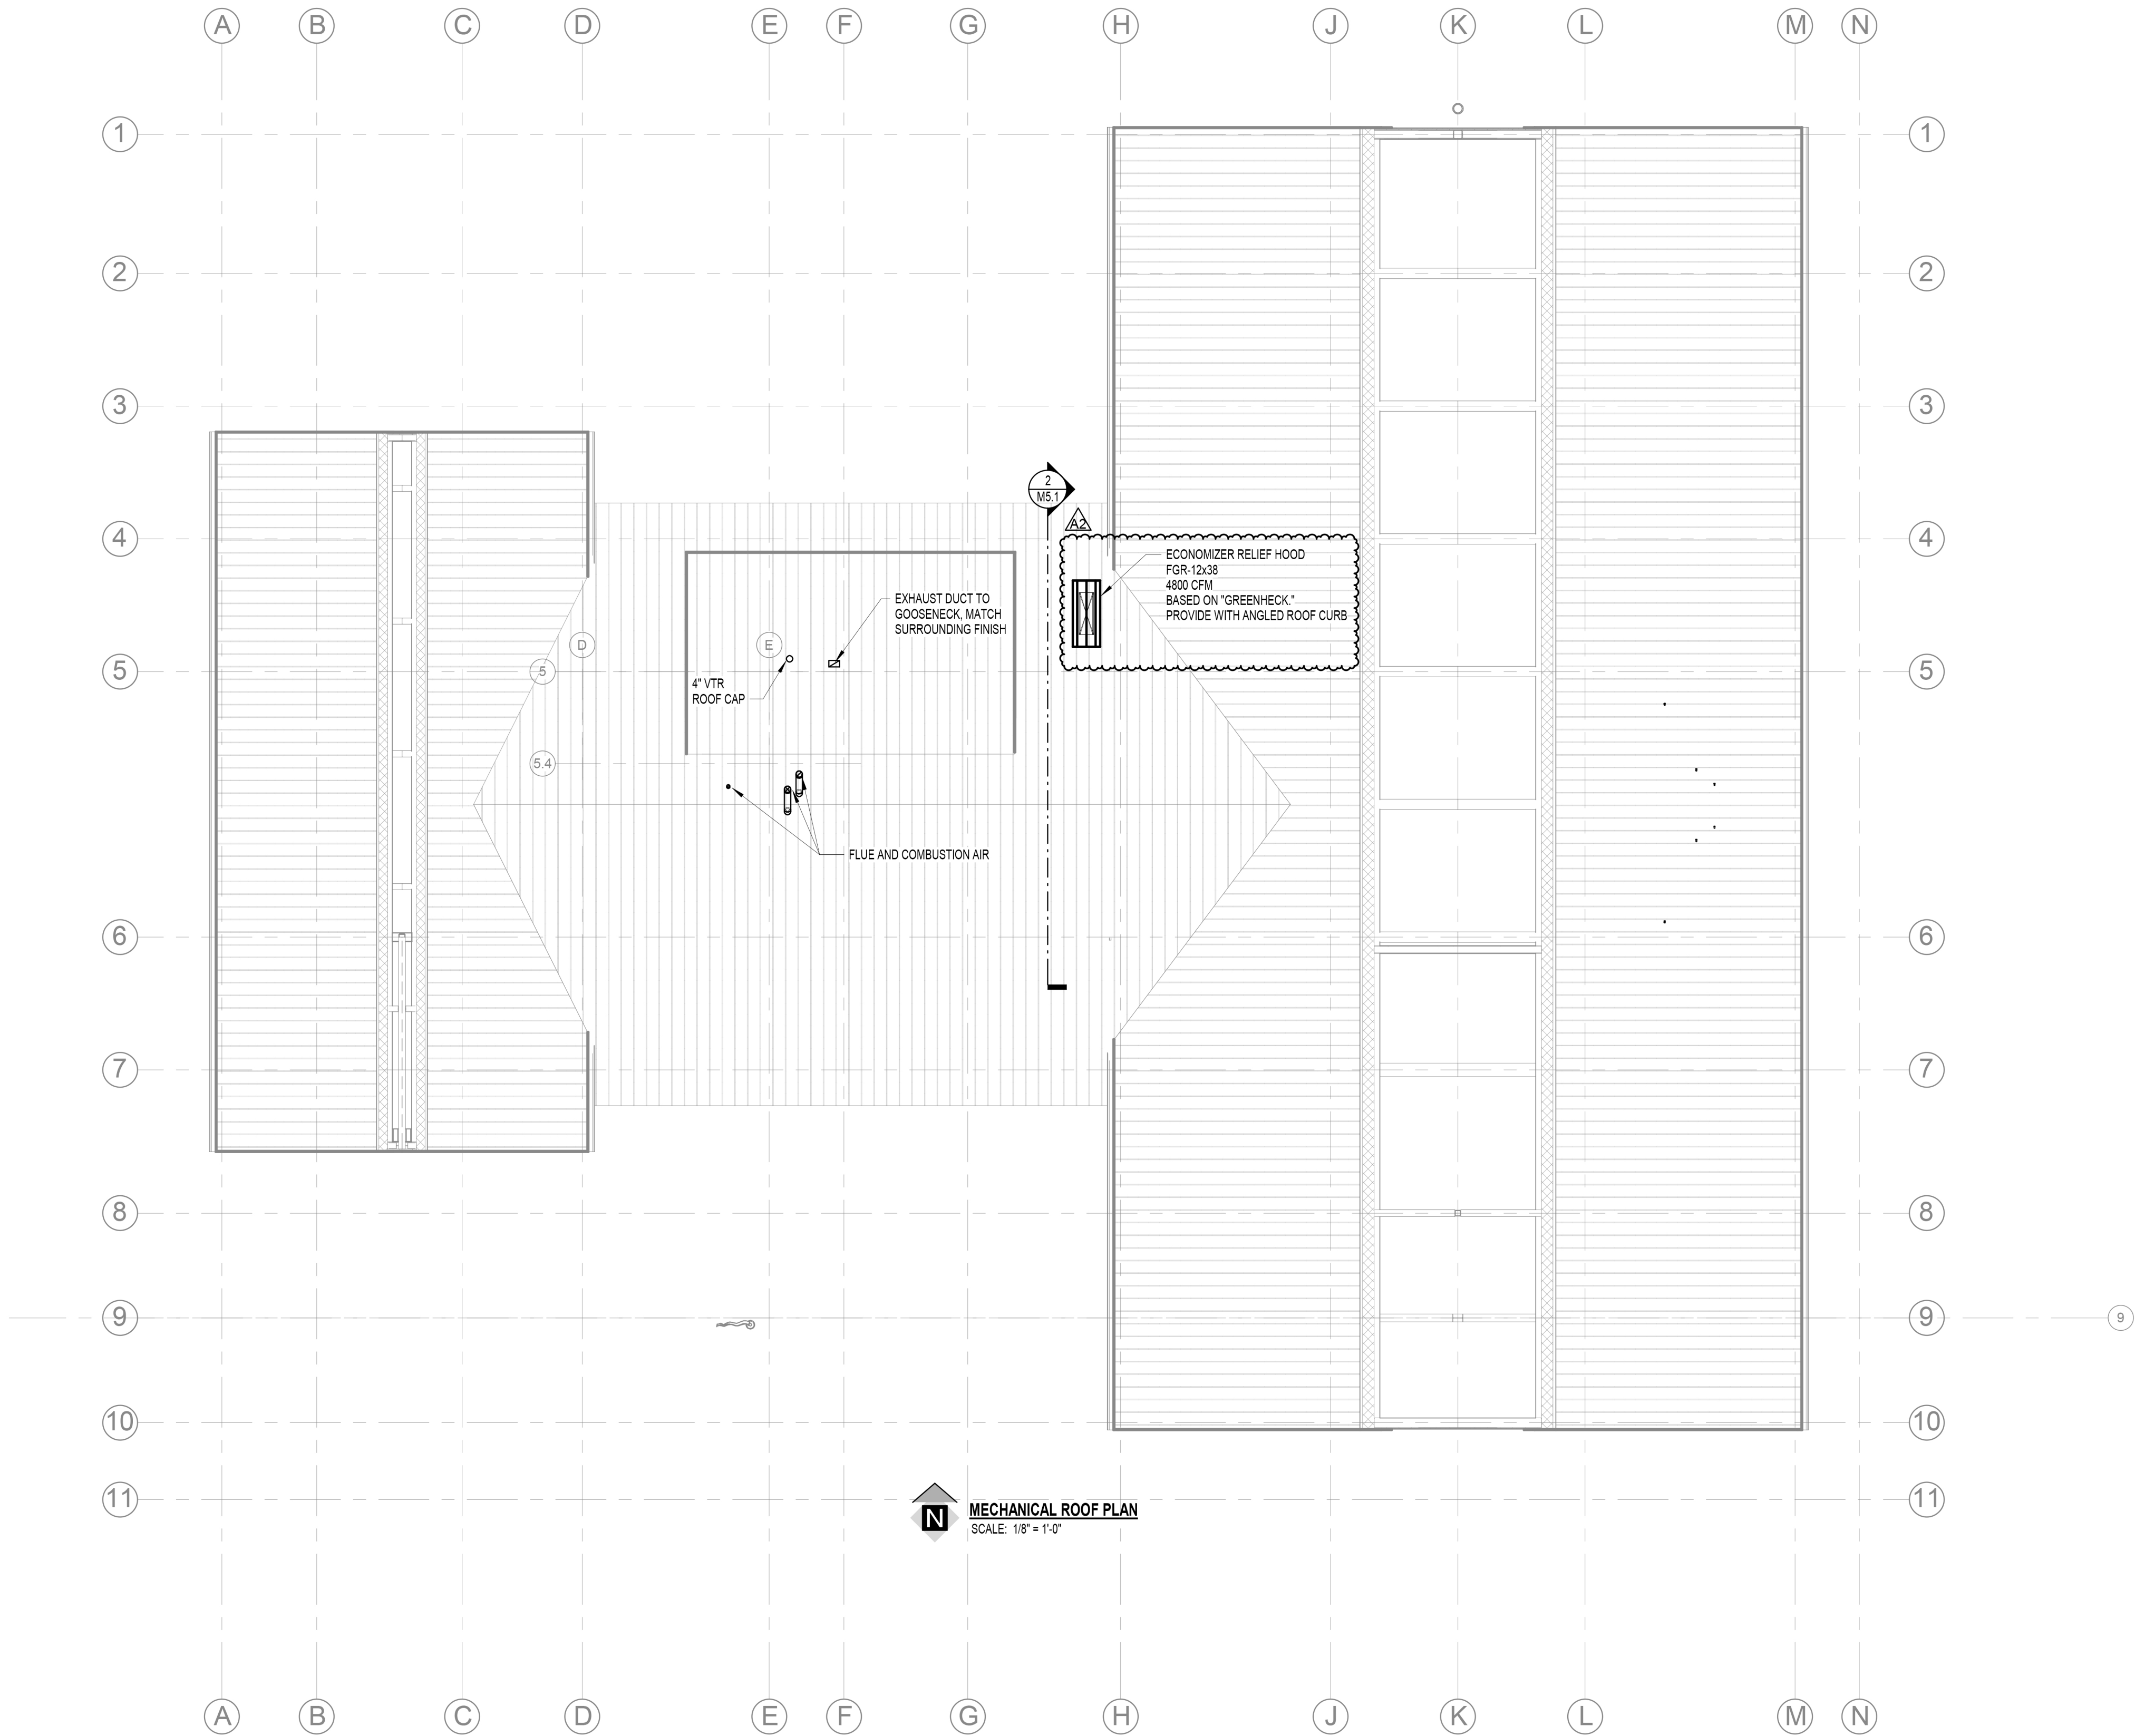 A B C D E F G H J K L M N
1 1
2 2
3 3
2
M5.1
A2
4 4
ECONOMIZER RELIEF HOOD
FGR-12x38
4800 CFM
BASED ON "GREENHECK."
PROVIDE WITH ANGLED ROOF CURB
EXHAUST DUCT TO
GOOSENECK, MATCH
SURROUNDING FINISH
D E
5 5 5
4" VTR
ROOF CAP
5.4
FLUE AND COMBUSTION AIR
6 6
7 7
8 8
9 9 9
10 10
11 11
N
MECHANICAL ROOF PLAN
SCALE: 1/8" = 1'-0"
A B C D E F G H J K L M N